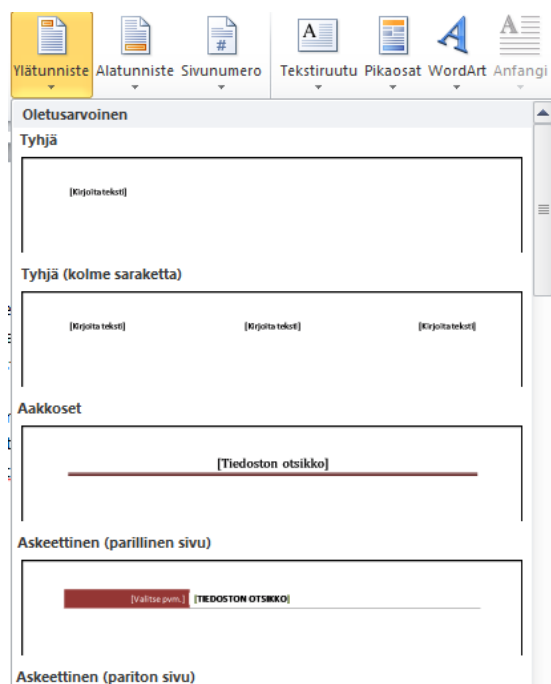 Ylätunniste Alatunniste Sivunumero Tekstiruutu Pikaosat WordArt Anfangi
Oletusarvoinen
Tyhjä
[Kirjoita teksti]
Tyhjä (kolme saraketta)
[Kirjoita teksti] [Kirjoita teksti] [Kirjoita teksti]
Aakkoset
[Tiedoston otsikko]
Askeettinen (parillinen sivu)
[Valitse pvm.] [TIEDOSTON OTSIKKO]
Askeettinen (pariton sivu)